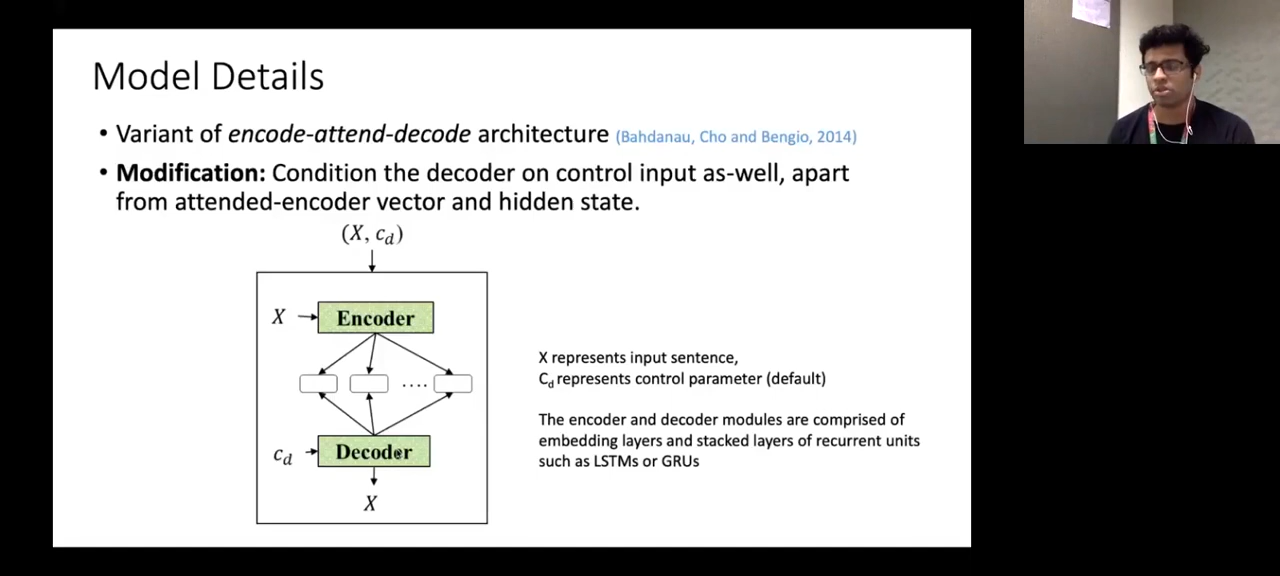 Model Details
• Variant of encode-attend-decode architecture (Bahdanau, Cho and Bengio, 2014)
• Modification: Condition the decoder on control input as-well, apart
from attended-encoder vector and hidden state.
(X, c_d)
X
Encoder
....
c_d
Decoder
X
X represents input sentence,
C_d represents control parameter (default)
The encoder and decoder modules are comprised of
embedding layers and stacked layers of recurrent units
such as LSTMs or GRUs